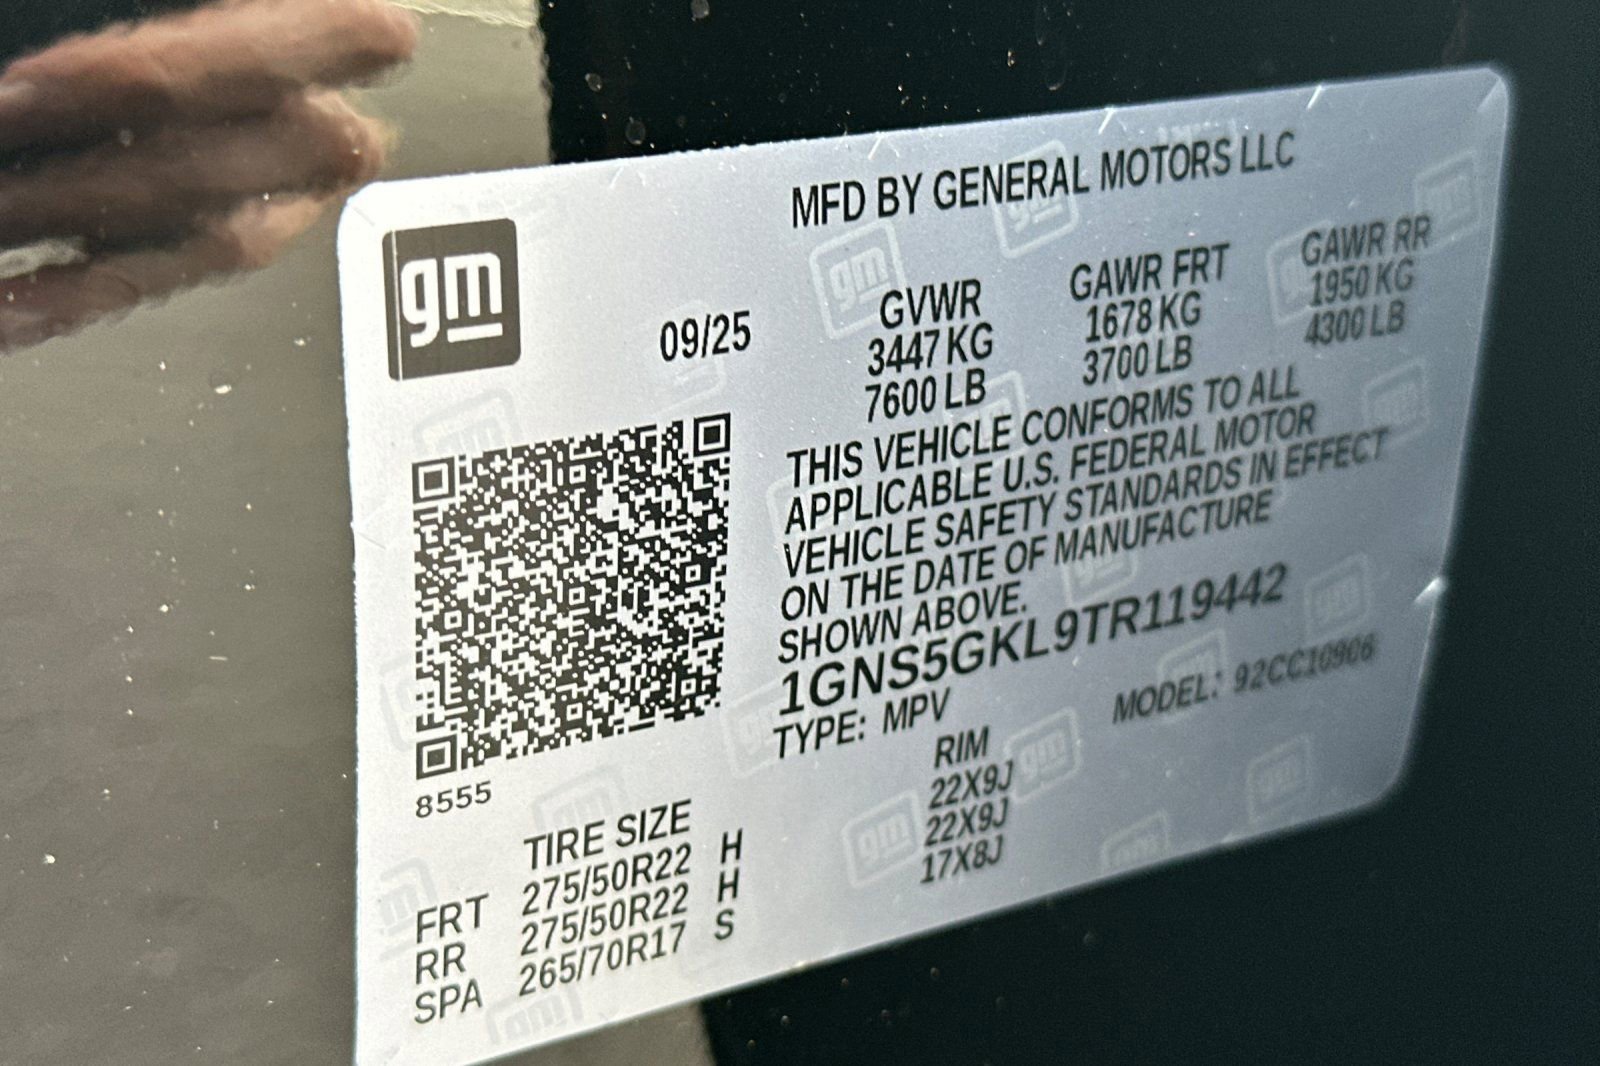 gm
MFD BY GENERAL MOTORS LLC
09/25
GVWR
3447 KG
7600 LB
GAWR FRT
1678 KG
3700 LB
GAWR RR
1950 KG
4300 LB
THIS VEHICLE CONFORMS TO ALL
APPLICABLE U.S. FEDERAL MOTOR
VEHICLE SAFETY STANDARDS IN EFFECT
ON THE DATE OF MANUFACTURE
SHOWN ABOVE.
1GNS5GKL9TR119442
TYPE: MPV MODEL: 92CC10906
8555
TIRE SIZE RIM
FRT 275/50R22 H 22X9J
RR 275/50R22 H 22X9J
SPA 265/70R17 S 17X8J